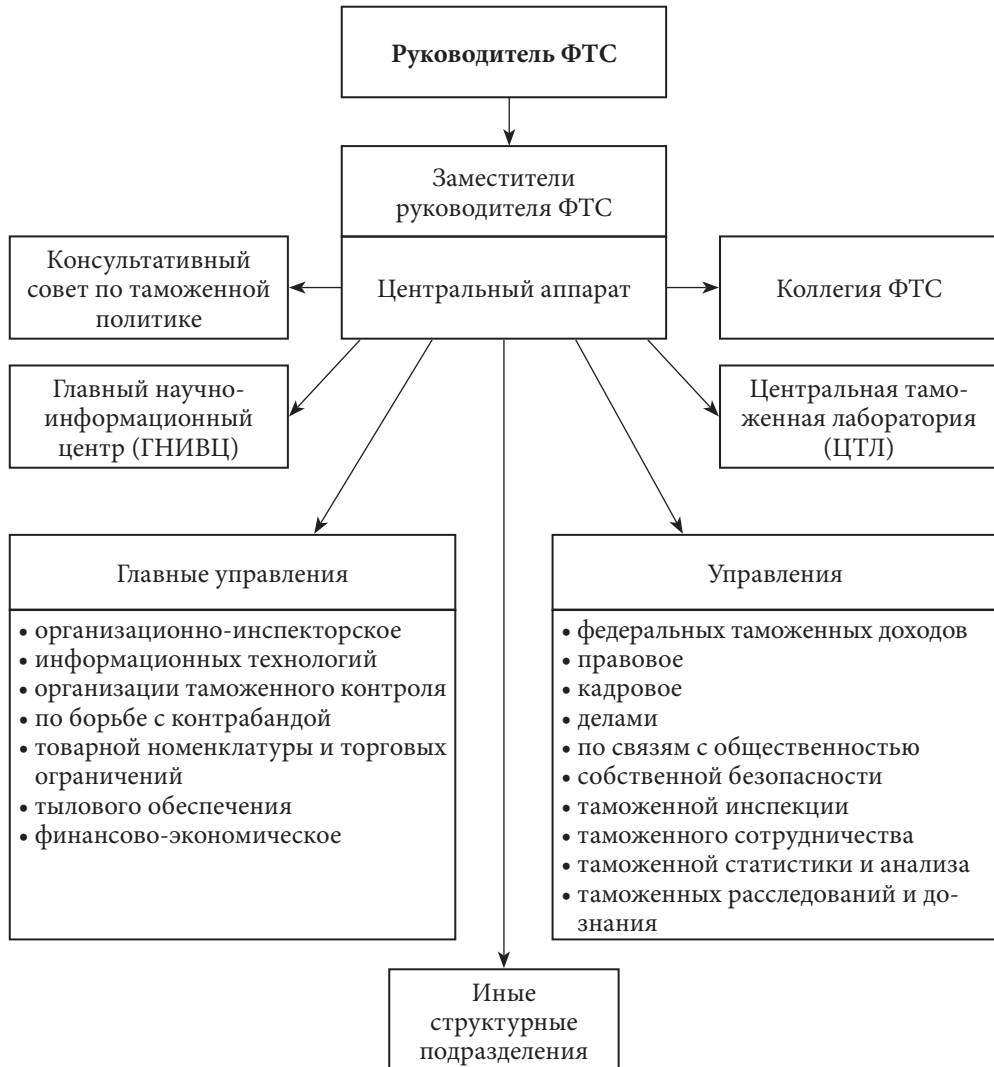 Руководитель ФТС
Заместители
руководителя ФТС
Консультативный
совет по таможенной
политике
Центральный аппарат
Коллегия ФТС
Главный научно-
информационный
центр (ГНИВЦ)
Центральная тамо-
женная лаборатория
(ЦТЛ)
Главные управления
• организационно-инспекторское
• информационных технологий
• организации таможенного контроля
• по борьбе с контрабандой
• товарной номенклатуры и торговых
ограничений
• тылового обеспечения
• финансово-экономическое
Управления
• федеральных таможенных доходов
• правовое
• кадровое
• делами
• по связям с общественностью
• собственной безопасности
• таможенной инспекции
• таможенного сотрудничества
• таможенной статистики и анализа
• таможенных расследований и до-
знания
Иные
структурные
подразделения